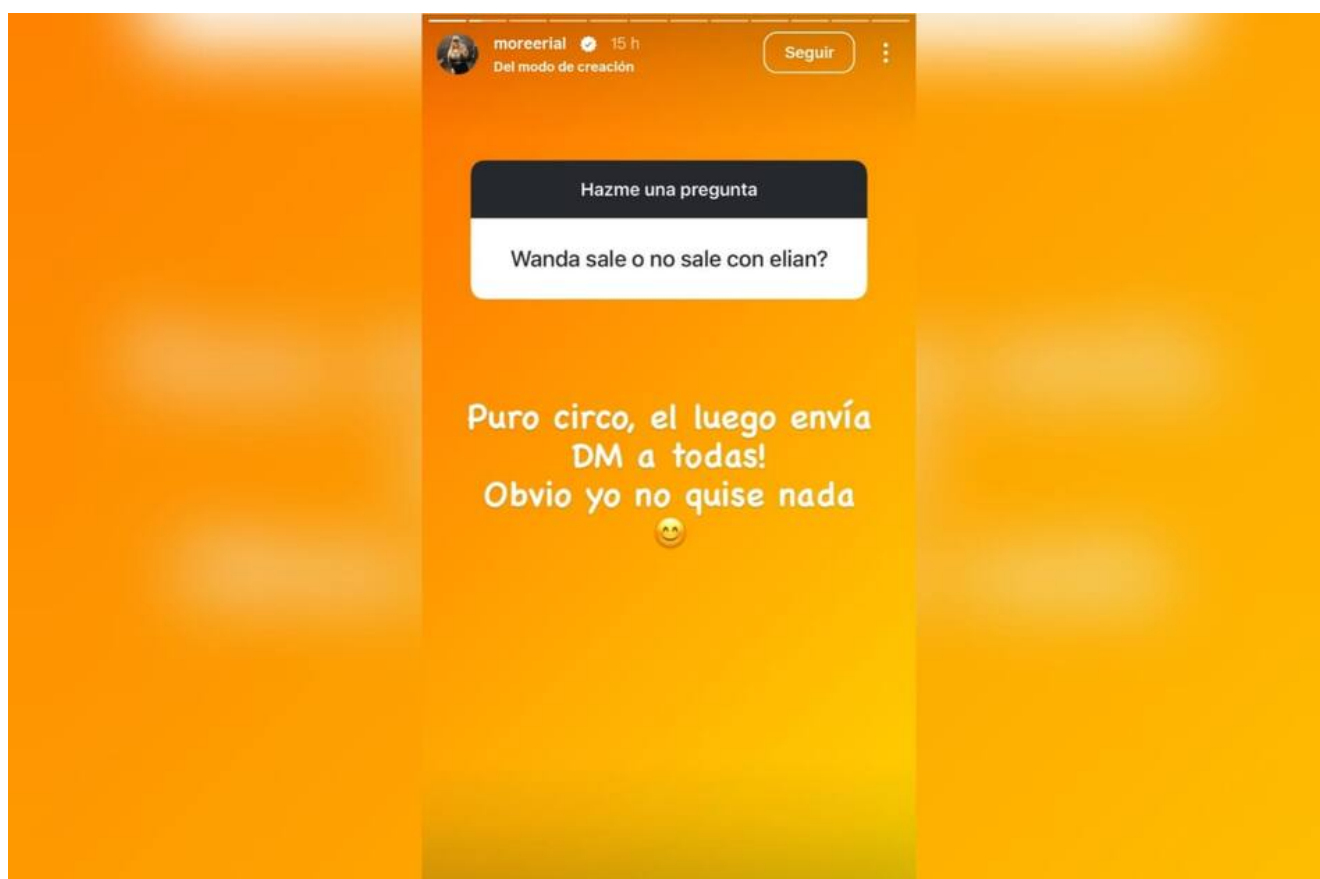 moreerial 15 h
Seguir
Del modo de creación
Hazme una pregunta
Wanda sale o no sale con elian?
Puro circo, el luego envía
DM a todas!
Obvio yo no quise nada
😊